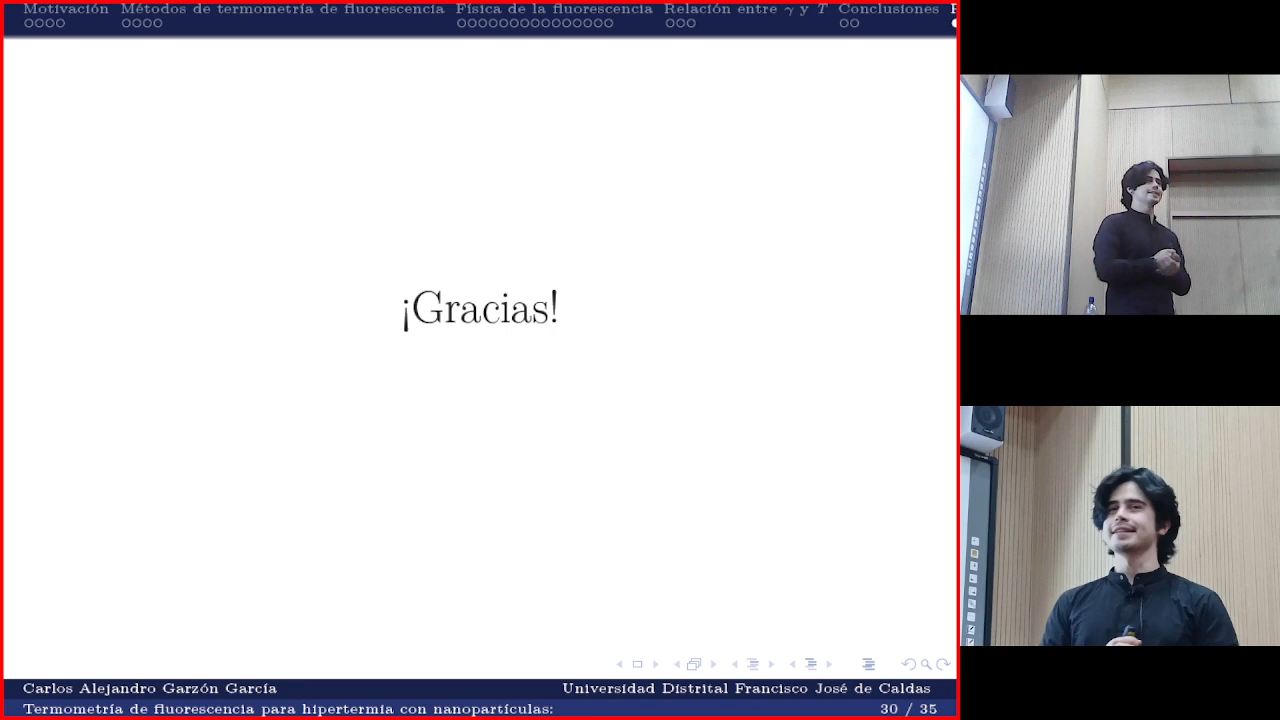 Motivación Métodos de termometría de fluorescencia Física de la fluorescencia Relación entre γ y T Conclusiones
¡Gracias!
Carlos Alejandro Garzón García Universidad Distrital Francisco José de Caldas
Termometría de fluorescencia para hipertermia con nanopartículas: 30 / 35